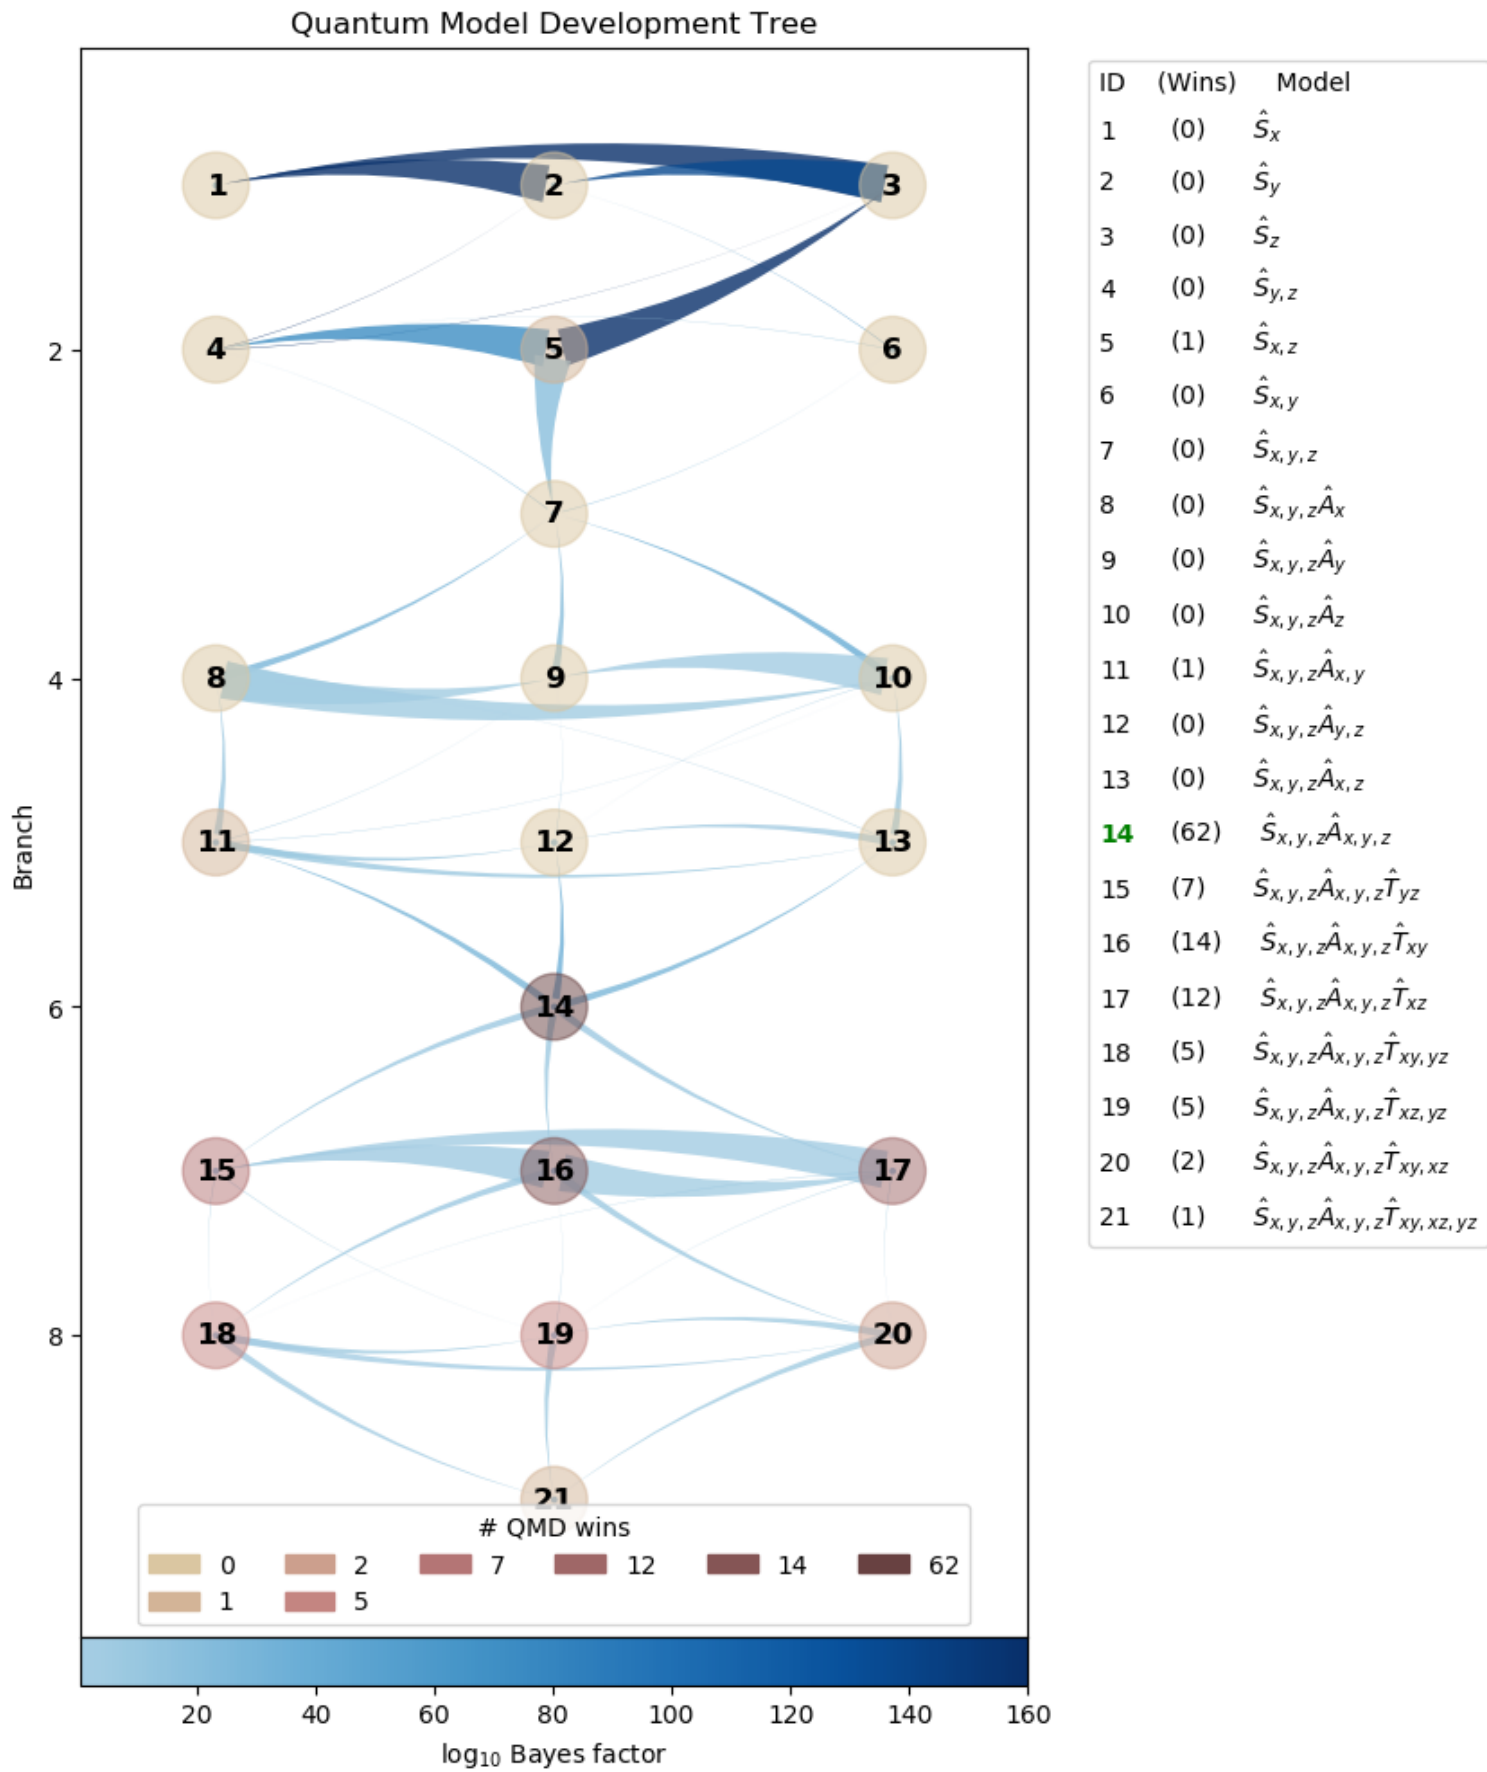 Quantum Model Development Tree
1 2 3
4 5 6
7
8 9 10
11 12 13
14
15 16 17
18 19 20
21
2
4
6
8
Branch
# QMD wins
0 2 7 12 14 62
1 5
20 40 60 80 100 120 140 160
log₁₀ Bayes factor
ID (Wins) Model
1 (0) Ŝ_x
2 (0) Ŝ_y
3 (0) Ŝ_z
4 (0) Ŝ_{y,z}
5 (1) Ŝ_{x,z}
6 (0) Ŝ_{x,y}
7 (0) Ŝ_{x,y,z}
8 (0) Ŝ_{x,y,z}Â_x
9 (0) Ŝ_{x,y,z}Â_y
10 (0) Ŝ_{x,y,z}Â_z
11 (1) Ŝ_{x,y,z}Â_{x,y}
12 (0) Ŝ_{x,y,z}Â_{y,z}
13 (0) Ŝ_{x,y,z}Â_{x,z}
14 (62) Ŝ_{x,y,z}Â_{x,y,z}
15 (7) Ŝ_{x,y,z}Â_{x,y,z}T̂_{yz}
16 (14) Ŝ_{x,y,z}Â_{x,y,z}T̂_{xy}
17 (12) Ŝ_{x,y,z}Â_{x,y,z}T̂_{xz}
18 (5) Ŝ_{x,y,z}Â_{x,y,z}T̂_{xy,yz}
19 (5) Ŝ_{x,y,z}Â_{x,y,z}T̂_{xz,yz}
20 (2) Ŝ_{x,y,z}Â_{x,y,z}T̂_{xy,xz}
21 (1) Ŝ_{x,y,z}Â_{x,y,z}T̂_{xy,xz,yz}